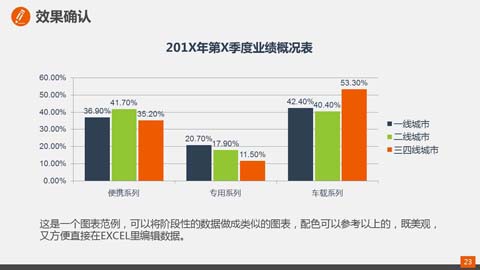 效果确认
201X年第X季度业绩概况表
60.00%
50.00%
40.00%
30.00%
20.00%
10.00%
0.00%
36.90%
41.70%
35.20%
20.70%
17.90%
11.50%
42.40%
40.40%
53.30%
便携系列
专用系列
车载系列
一线城市
二线城市
三四线城市
这是一个图表范例，可以将阶段性的数据做成类似的图表，配色可以参考以上的，既美观，
又方便直接在EXCEL里编辑数据。
23